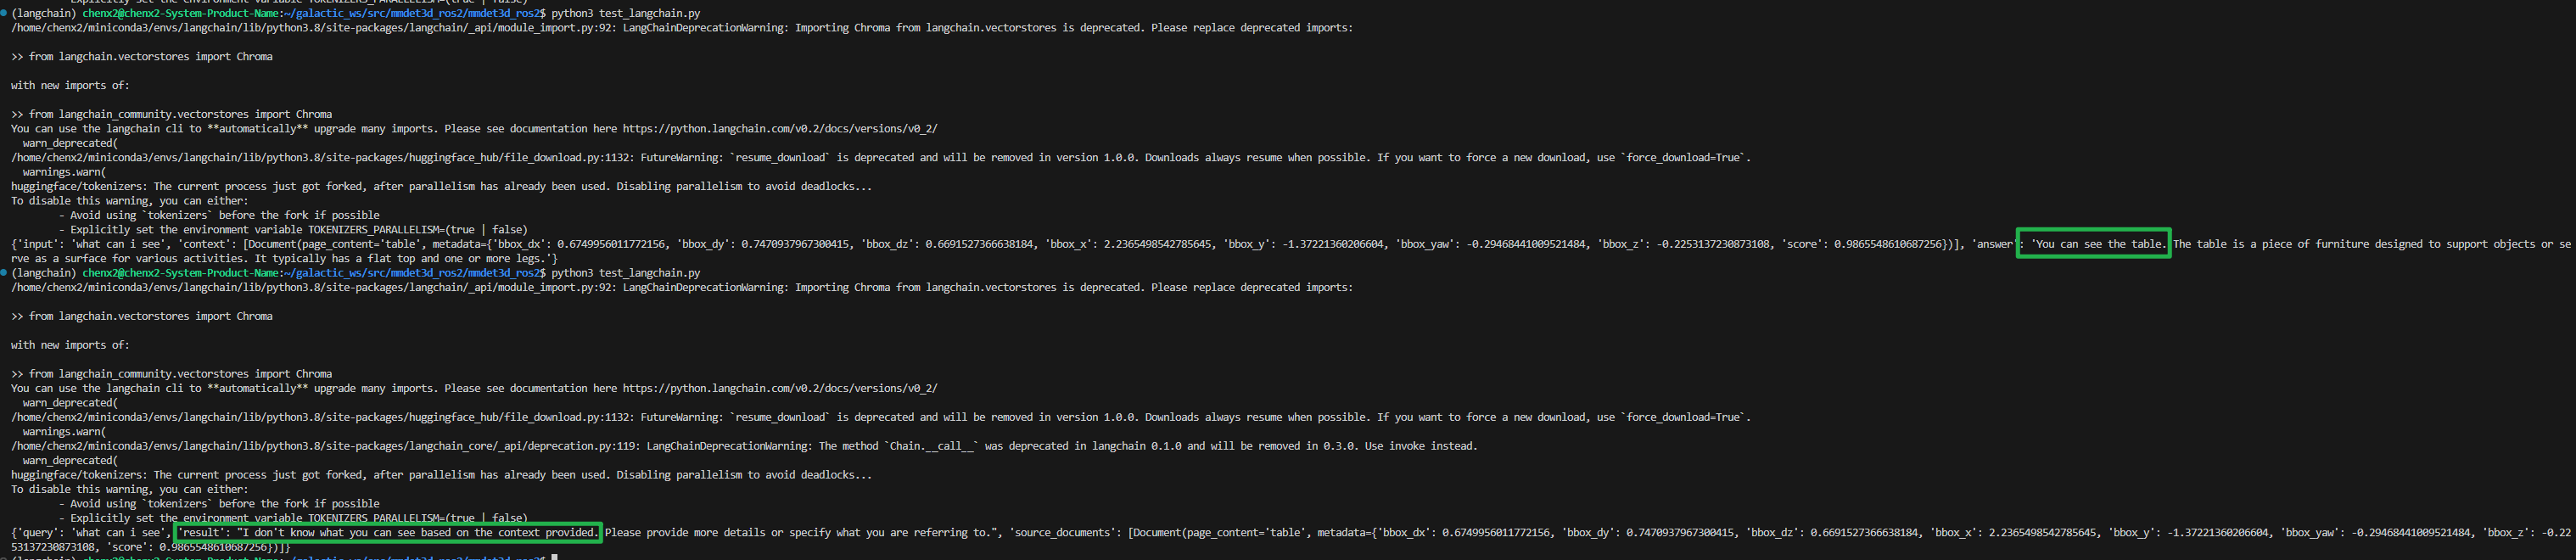 Explicitly set the environment variable TOKENIZERS_PARALLELISM=(true | false)
(langchain) chenx2@chenx2-System-Product-Name:~/galactic_ws/src/mmdet3d_ros2/mmdet3d_ros2$ python3 test_langchain.py
/home/chenx2/miniconda3/envs/langchain/lib/python3.8/site-packages/langchain/_api/module_import.py:92: LangChainDeprecationWarning: Importing Chroma from langchain.vectorstores is deprecated. Please replace deprecated imports:
>> from langchain.vectorstores import Chroma
with new imports of:
>> from langchain_community.vectorstores import Chroma
You can use the langchain cli to **automatically** upgrade many imports. Please see documentation here https://python.langchain.com/v0.2/docs/versions/v0_2/
warn_deprecated(
/home/chenx2/miniconda3/envs/langchain/lib/python3.8/site-packages/huggingface_hub/file_download.py:1132: FutureWarning: `resume_download` is deprecated and will be removed in version 1.0.0. Downloads always resume when possible. If you want to force a new download, use `force_download=True`.
warnings.warn(
huggingface/tokenizers: The current process just got forked, after parallelism has already been used. Disabling parallelism to avoid deadlocks...
To disable this warning, you can either:
- Avoid using `tokenizers` before the fork if possible
- Explicitly set the environment variable TOKENIZERS_PARALLELISM=(true | false)
{'input': 'what can i see', 'context': [Document(page_content='table', metadata={'bbox_dx': 0.6749956011772156, 'bbox_dy': 0.7470937967300415, 'bbox_dz': 0.6691527366638184, 'bbox_x': 2.2365498542785645, 'bbox_y': -1.37221360206604, 'bbox_yaw': -0.29468441009521484, 'bbox_z': -0.2253137230873108, 'score': 0.9865548610687256})], 'answer': 'You can see the table. The table is a piece of furniture designed to support objects or se
rve as a surface for various activities. It typically has a flat top and one or more legs.'}
(langchain) chenx2@chenx2-System-Product-Name:~/galactic_ws/src/mmdet3d_ros2/mmdet3d_ros2$ python3 test_langchain.py
/home/chenx2/miniconda3/envs/langchain/lib/python3.8/site-packages/langchain/_api/module_import.py:92: LangChainDeprecationWarning: Importing Chroma from langchain.vectorstores is deprecated. Please replace deprecated imports:
>> from langchain.vectorstores import Chroma
with new imports of:
>> from langchain_community.vectorstores import Chroma
You can use the langchain cli to **automatically** upgrade many imports. Please see documentation here https://python.langchain.com/v0.2/docs/versions/v0_2/
warn_deprecated(
/home/chenx2/miniconda3/envs/langchain/lib/python3.8/site-packages/huggingface_hub/file_download.py:1132: FutureWarning: `resume_download` is deprecated and will be removed in version 1.0.0. Downloads always resume when possible. If you want to force a new download, use `force_download=True`.
warnings.warn(
/home/chenx2/miniconda3/envs/langchain/lib/python3.8/site-packages/langchain_core/_api/deprecation.py:119: LangChainDeprecationWarning: The method `Chain.__call__` was deprecated in langchain 0.1.0 and will be removed in 0.3.0. Use invoke instead.
warn_deprecated(
huggingface/tokenizers: The current process just got forked, after parallelism has already been used. Disabling parallelism to avoid deadlocks...
To disable this warning, you can either:
- Avoid using `tokenizers` before the fork if possible
- Explicitly set the environment variable TOKENIZERS_PARALLELISM=(true | false)
{'query': 'what can i see', 'result': "I don't know what you can see based on the context provided. Please provide more details or specify what you are referring to.", 'source_documents': [Document(page_content='table', metadata={'bbox_dx': 0.6749956011772156, 'bbox_dy': 0.7470937967300415, 'bbox_dz': 0.6691527366638184, 'bbox_x': 2.2365498542785645, 'bbox_y': -1.37221360206604, 'bbox_yaw': -0.29468441009521484, 'bbox_z': -0.22
53137230873108, 'score': 0.9865548610687256})]}
(langchain) chenx2@chenx2-System-Product-Name:~/galactic_ws/src/mmdet3d_ros2/mmdet3d_ros2$